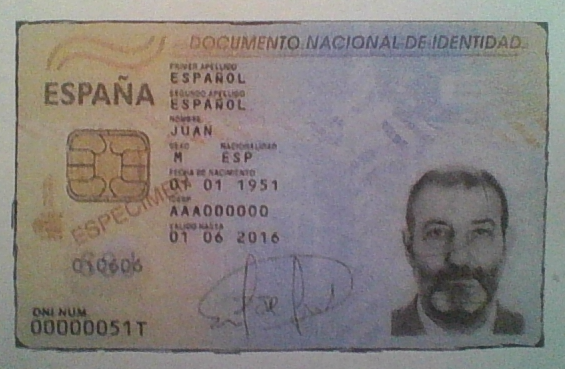 DOCUMENTO NACIONAL DE IDENTIDAD
ESPAÑA
PRIMER APELLIDO
ESPAÑOL
SEGUNDO APELLIDO
ESPAÑOL
NOMBRE
JUAN
SEXO NACIONALIDAD
M ESP
FECHA DE NACIMIENTO
01 01 1951
IDESP
AAA000000
VALIDO HASTA
01 06 2016
ESPECIMEN
010606
DNI NUM.
00000051T